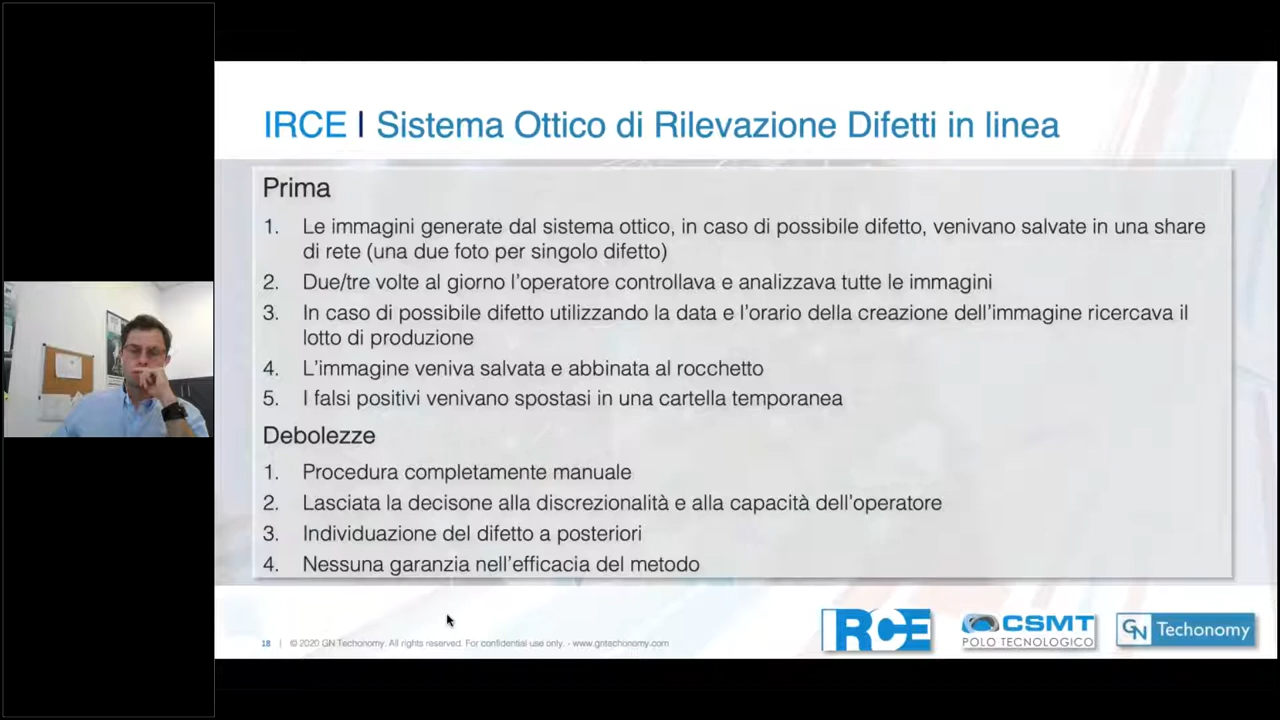 IRCE | Sistema Ottico di Rilevazione Difetti in linea
Prima
1. Le immagini generate dal sistema ottico, in caso di possibile difetto, venivano salvate in una share
di rete (una due foto per singolo difetto)
2. Due/tre volte al giorno l'operatore controllava e analizzava tutte le immagini
3. In caso di possibile difetto utilizzando la data e l'orario della creazione dell'immagine ricercava il
lotto di produzione
4. L'immagine veniva salvata e abbinata al rocchetto
5. I falsi positivi venivano spostasi in una cartella temporanea
Debolezze
1. Procedura completamente manuale
2. Lasciata la decisone alla discrezionalità e alla capacità dell'operatore
3. Individuazione del difetto a posteriori
4. Nessuna garanzia nell'efficacia del metodo
18 | © 2020 GN Techonomy. All rights reserved. For confidential use only. - www.gntechonomy.com
IRCE
CSMT
POLO TECNOLOGICO
GN Techonomy